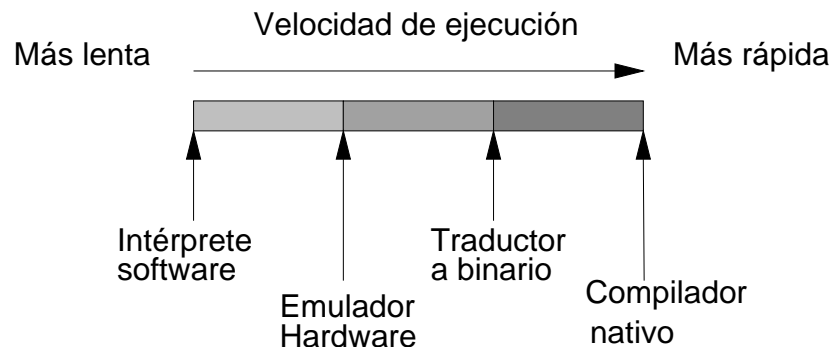 Velocidad de ejecución
Más lenta
Más rápida
Intérprete
software
Emulador
Hardware
Traductor
a binario
Compilador
nativo